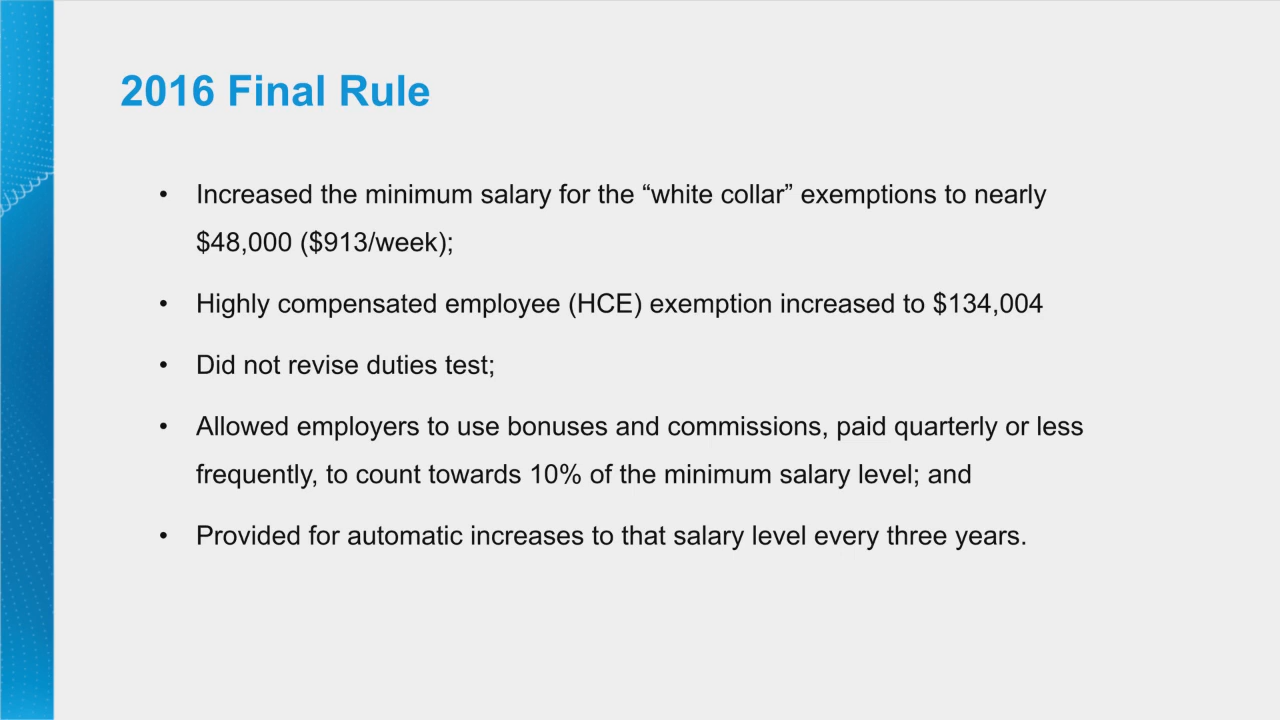 2016 Final Rule
• Increased the minimum salary for the “white collar” exemptions to nearly
$48,000 ($913/week);
• Highly compensated employee (HCE) exemption increased to $134,004
• Did not revise duties test;
• Allowed employers to use bonuses and commissions, paid quarterly or less
frequently, to count towards 10% of the minimum salary level; and
• Provided for automatic increases to that salary level every three years.